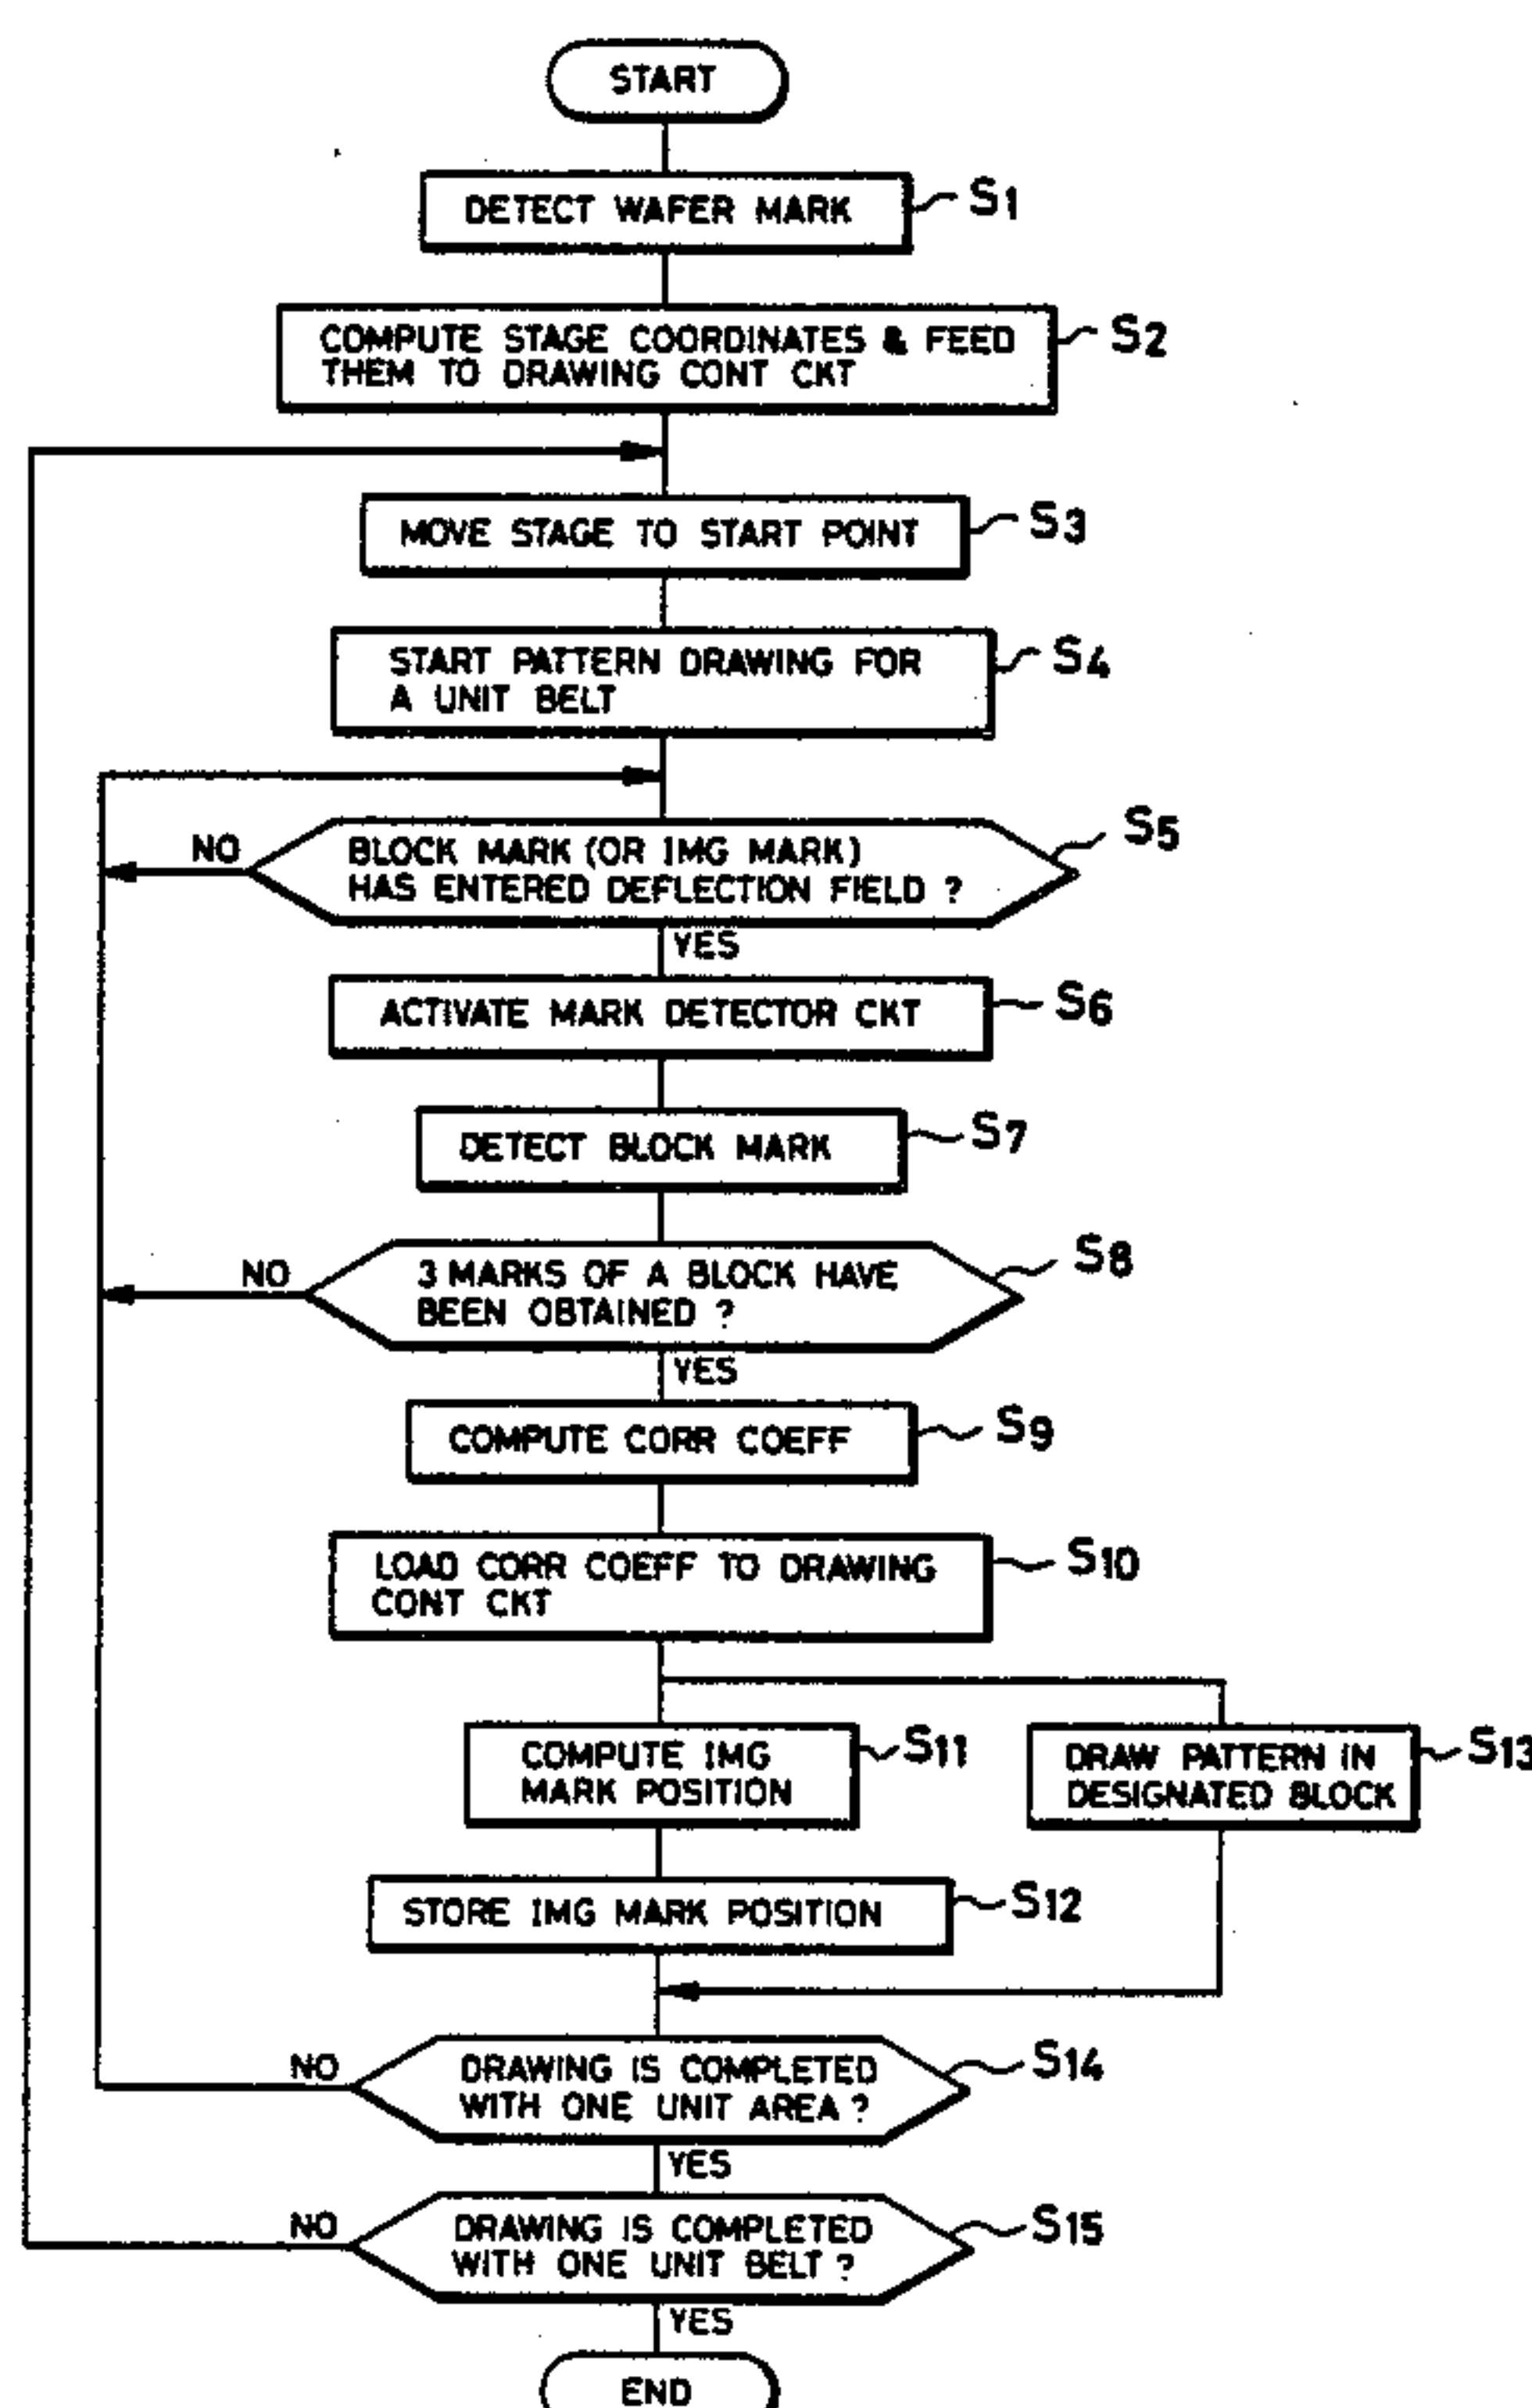 START
DETECT WAFER MARK
S1
COMPUTE STAGE COORDINATES & FEED
THEM TO DRAWING CONT CKT
S2
MOVE STAGE TO START POINT
S3
START PATTERN DRAWING FOR
A UNIT BELT
S4
NO
BLOCK MARK (OR IMG MARK)
HAS ENTERED DEFLECTION FIELD ?
S5
YES
ACTIVATE MARK DETECTOR CKT
S6
DETECT BLOCK MARK
S7
NO
3 MARKS OF A BLOCK HAVE
BEEN OBTAINED ?
S8
YES
COMPUTE CORR COEFF
S9
LOAD CORR COEFF TO DRAWING
CONT CKT
S10
COMPUTE IMG
MARK POSITION
S11
DRAW PATTERN IN
DESIGNATED BLOCK
S13
STORE IMG MARK POSITION
S12
NO
DRAWING IS COMPLETED
WITH ONE UNIT AREA ?
S14
YES
NO
DRAWING IS COMPLETED
WITH ONE UNIT BELT ?
S15
YES
END